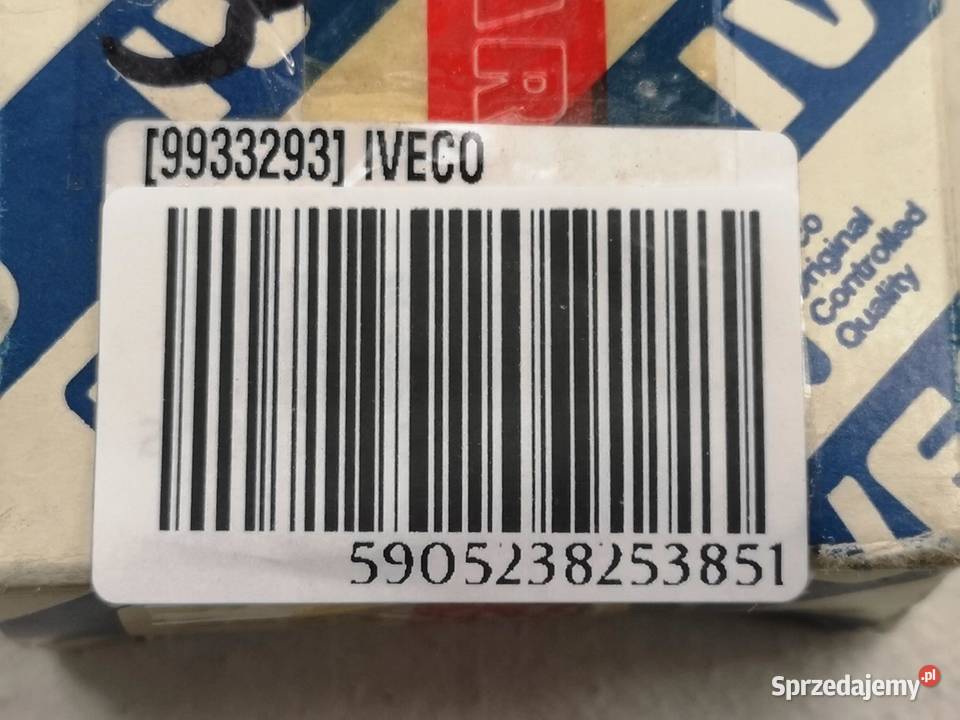 [9933293] IVECO
5905238253851
Original
Controlled
Quality
Sprzedajemy.pl